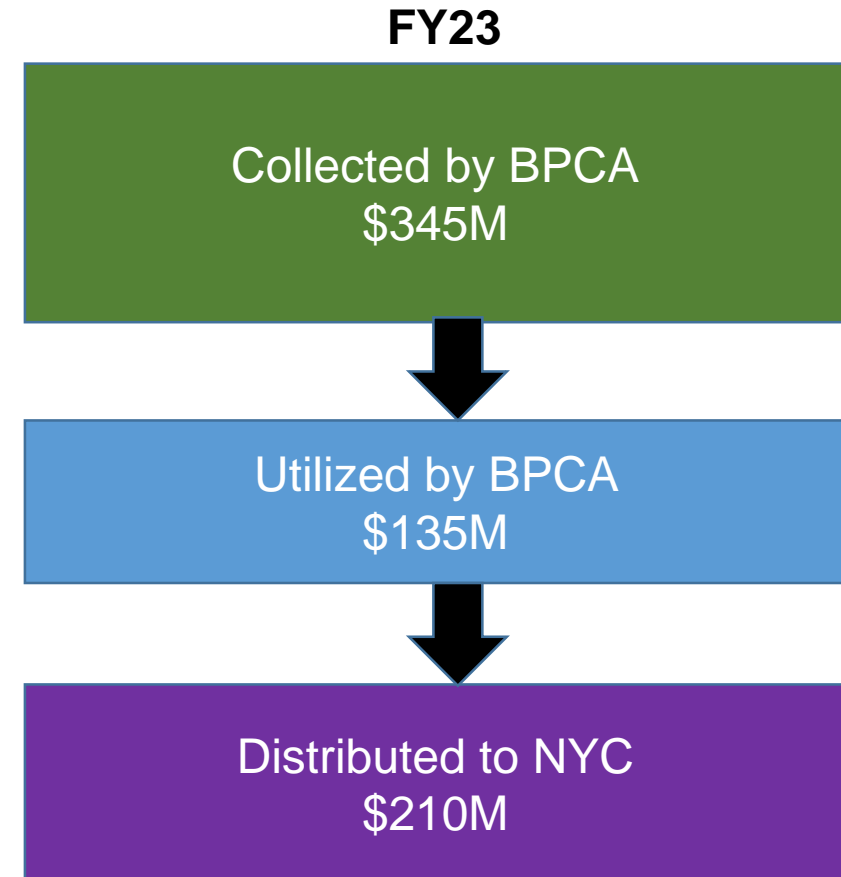 FY23
Collected by BPCA
$345M
Utilized by BPCA
$135M
Distributed to NYC
$210M